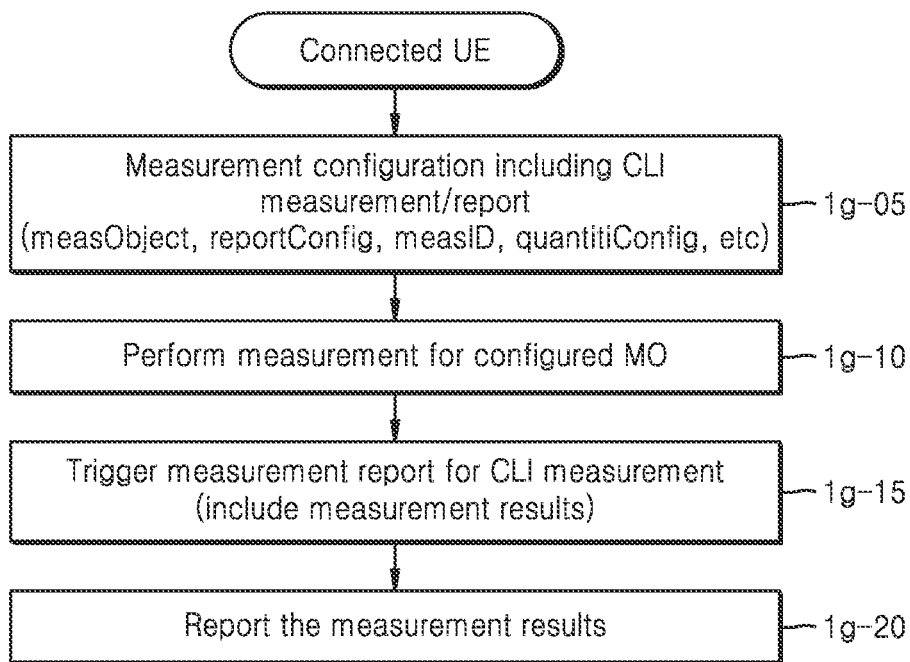 Connected UE
Measurement configuration including CLI
measurement/report
(measObject, reportConfig, measID, quantitiConfig, etc)
1g-05
Perform measurement for configured MO
1g-10
Trigger measurement report for CLI measurement
(include measurement results)
1g-15
Report the measurement results
1g-20